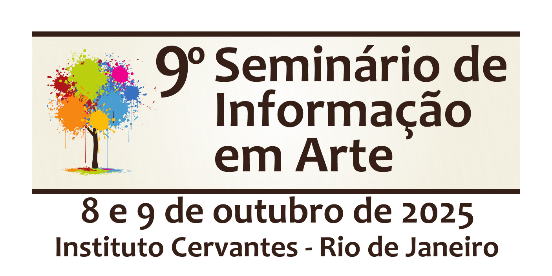 9º Seminário de
Informação
em Arte
8 e 9 de outubro de 2025
Instituto Cervantes - Rio de Janeiro